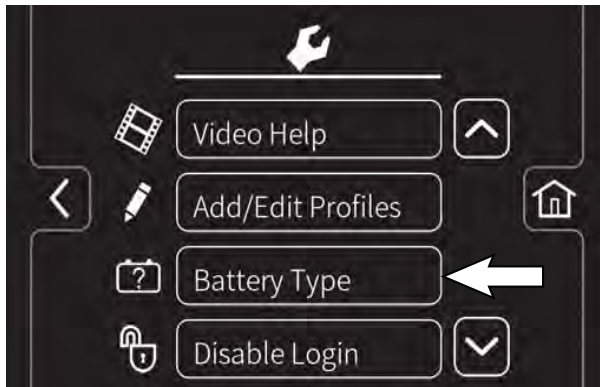 Video Help
Add/Edit Profiles
?
Battery Type
Disable Login